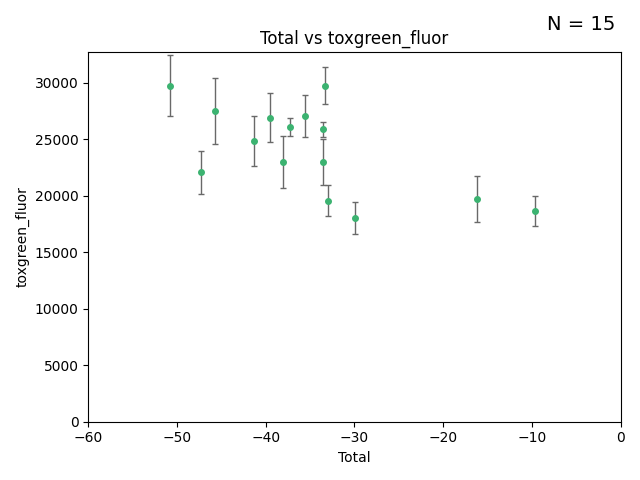 N = 15
Total vs toxgreen_fluor
toxgreen_fluor
30000
25000
20000
15000
10000
5000
0
−60 −50 −40 −30 −20 −10 0
Total